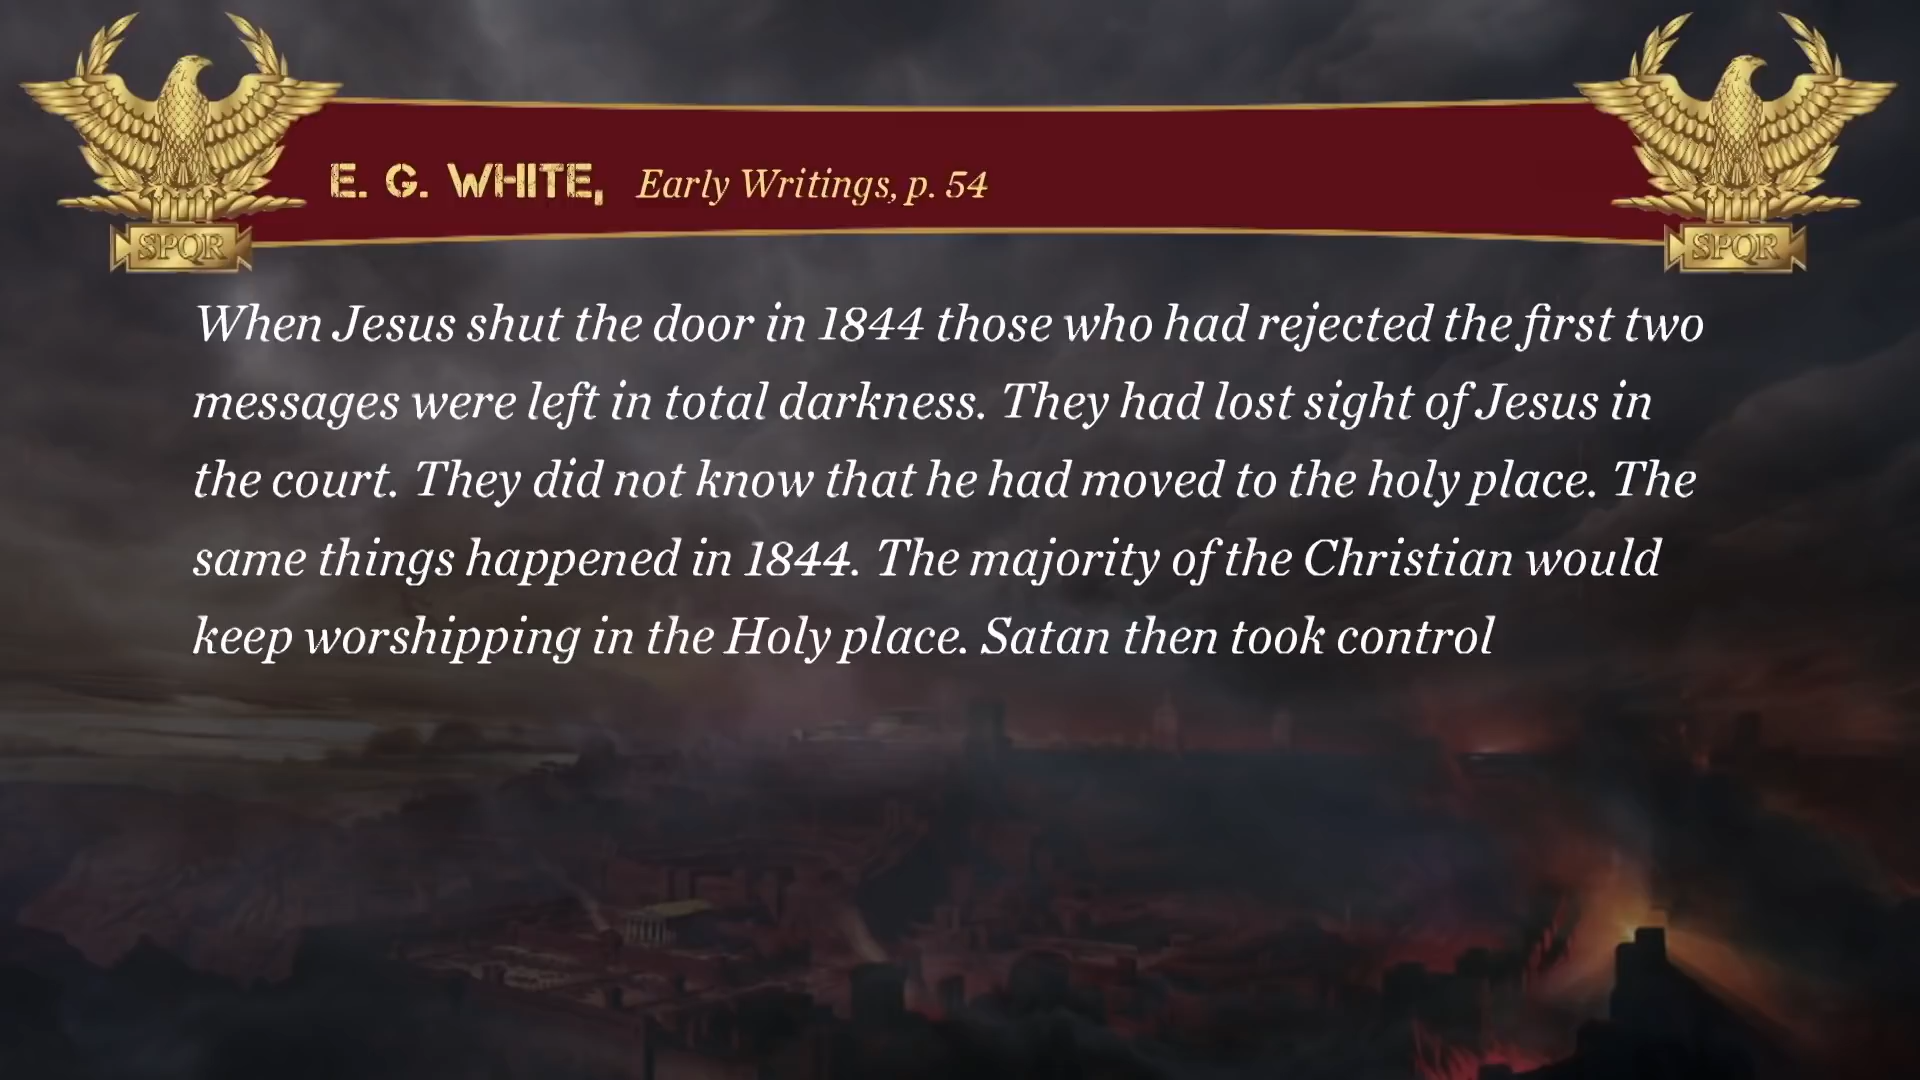 E. G. WHITE, Early Writings, p. 54
SPQR
SPQR
When Jesus shut the door in 1844 those who had rejected the first two
messages were left in total darkness. They had lost sight of Jesus in
the court. They did not know that he had moved to the holy place. The
same things happened in 1844. The majority of the Christian would
keep worshipping in the Holy place. Satan then took control